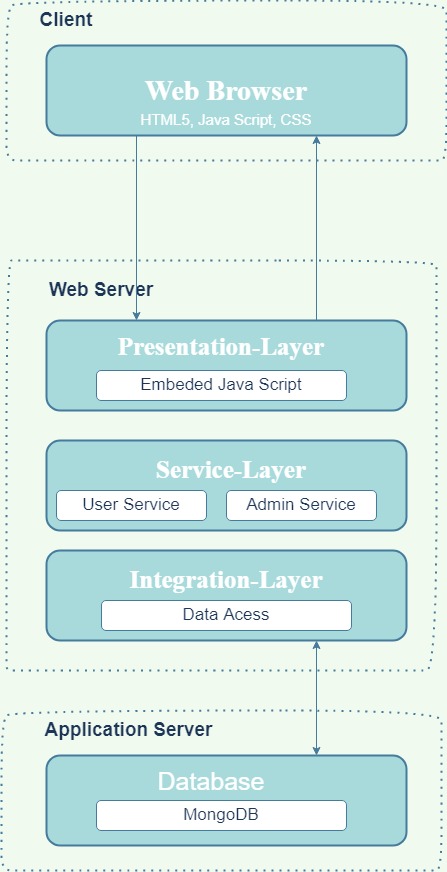 Client
Web Browser
HTML5, Java Script, CSS
Web Server
Presentation-Layer
Embeded Java Script
Service-Layer
User Service
Admin Service
Integration-Layer
Data Acess
Application Server
Database
MongoDB